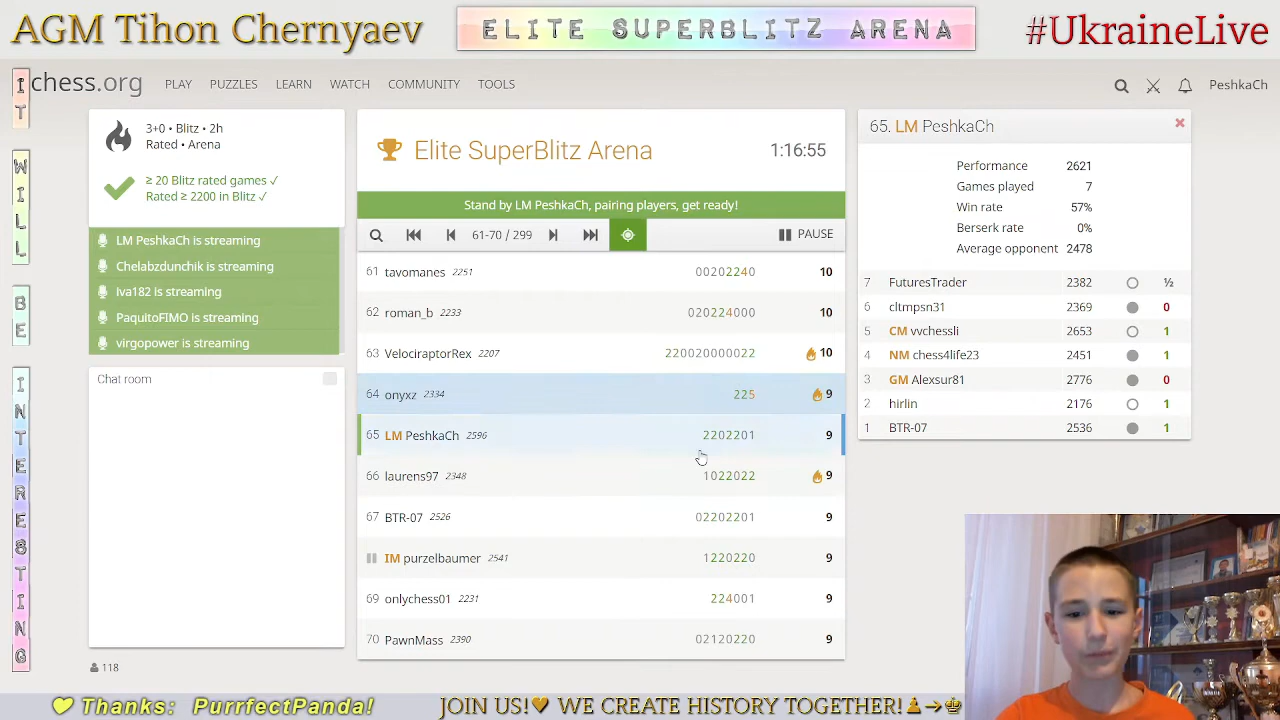 AGM Tihon Chernyaev
ELITE SUPERBLITZ ARENA
#UkraineLive
IT WILL BE INTERESTING
chess.org
PLAY PUZZLES LEARN WATCH COMMUNITY TOOLS
PeshkaCh
3+0 • Blitz • 2h
Rated • Arena
≥ 20 Blitz rated games ✓
Rated ≥ 2200 in Blitz ✓
LM PeshkaCh is streaming
Chelabzdunchik is streaming
iva182 is streaming
PaquitoFIMO is streaming
virgopower is streaming
Chat room
118
Elite SuperBlitz Arena 1:16:55
Stand by LM PeshkaCh, pairing players, get ready!
61-70 / 299 PAUSE
61 tavomanes 2251 00202240 10
62 roman_b 2233 020224000 10
63 VelociraptorRex 2207 220020000022 10
64 onyxz 2334 225 9
65 LM PeshkaCh 2596 2202201 9
66 laurens97 2348 1022022 9
67 BTR-07 2526 02202201 9
IM purzelbaumer 2541 1220220 9
69 onlychess01 2231 224001 9
70 PawnMass 2390 02120220 9
65. LM PeshkaCh
Performance 2621
Games played 7
Win rate 57%
Berserk rate 0%
Average opponent 2478
7 FuturesTrader 2382 ½
6 cltmpsn31 2369 0
5 CM vvchessli 2653 1
4 NM chess4life23 2451 1
3 GM Alexsur81 2776 0
2 hirlin 2176 1
1 BTR-07 2536 1
Thanks: PurrfectPanda!
JOIN US!♥ WE CREATE HISTORY TOGETHER!♟→♚